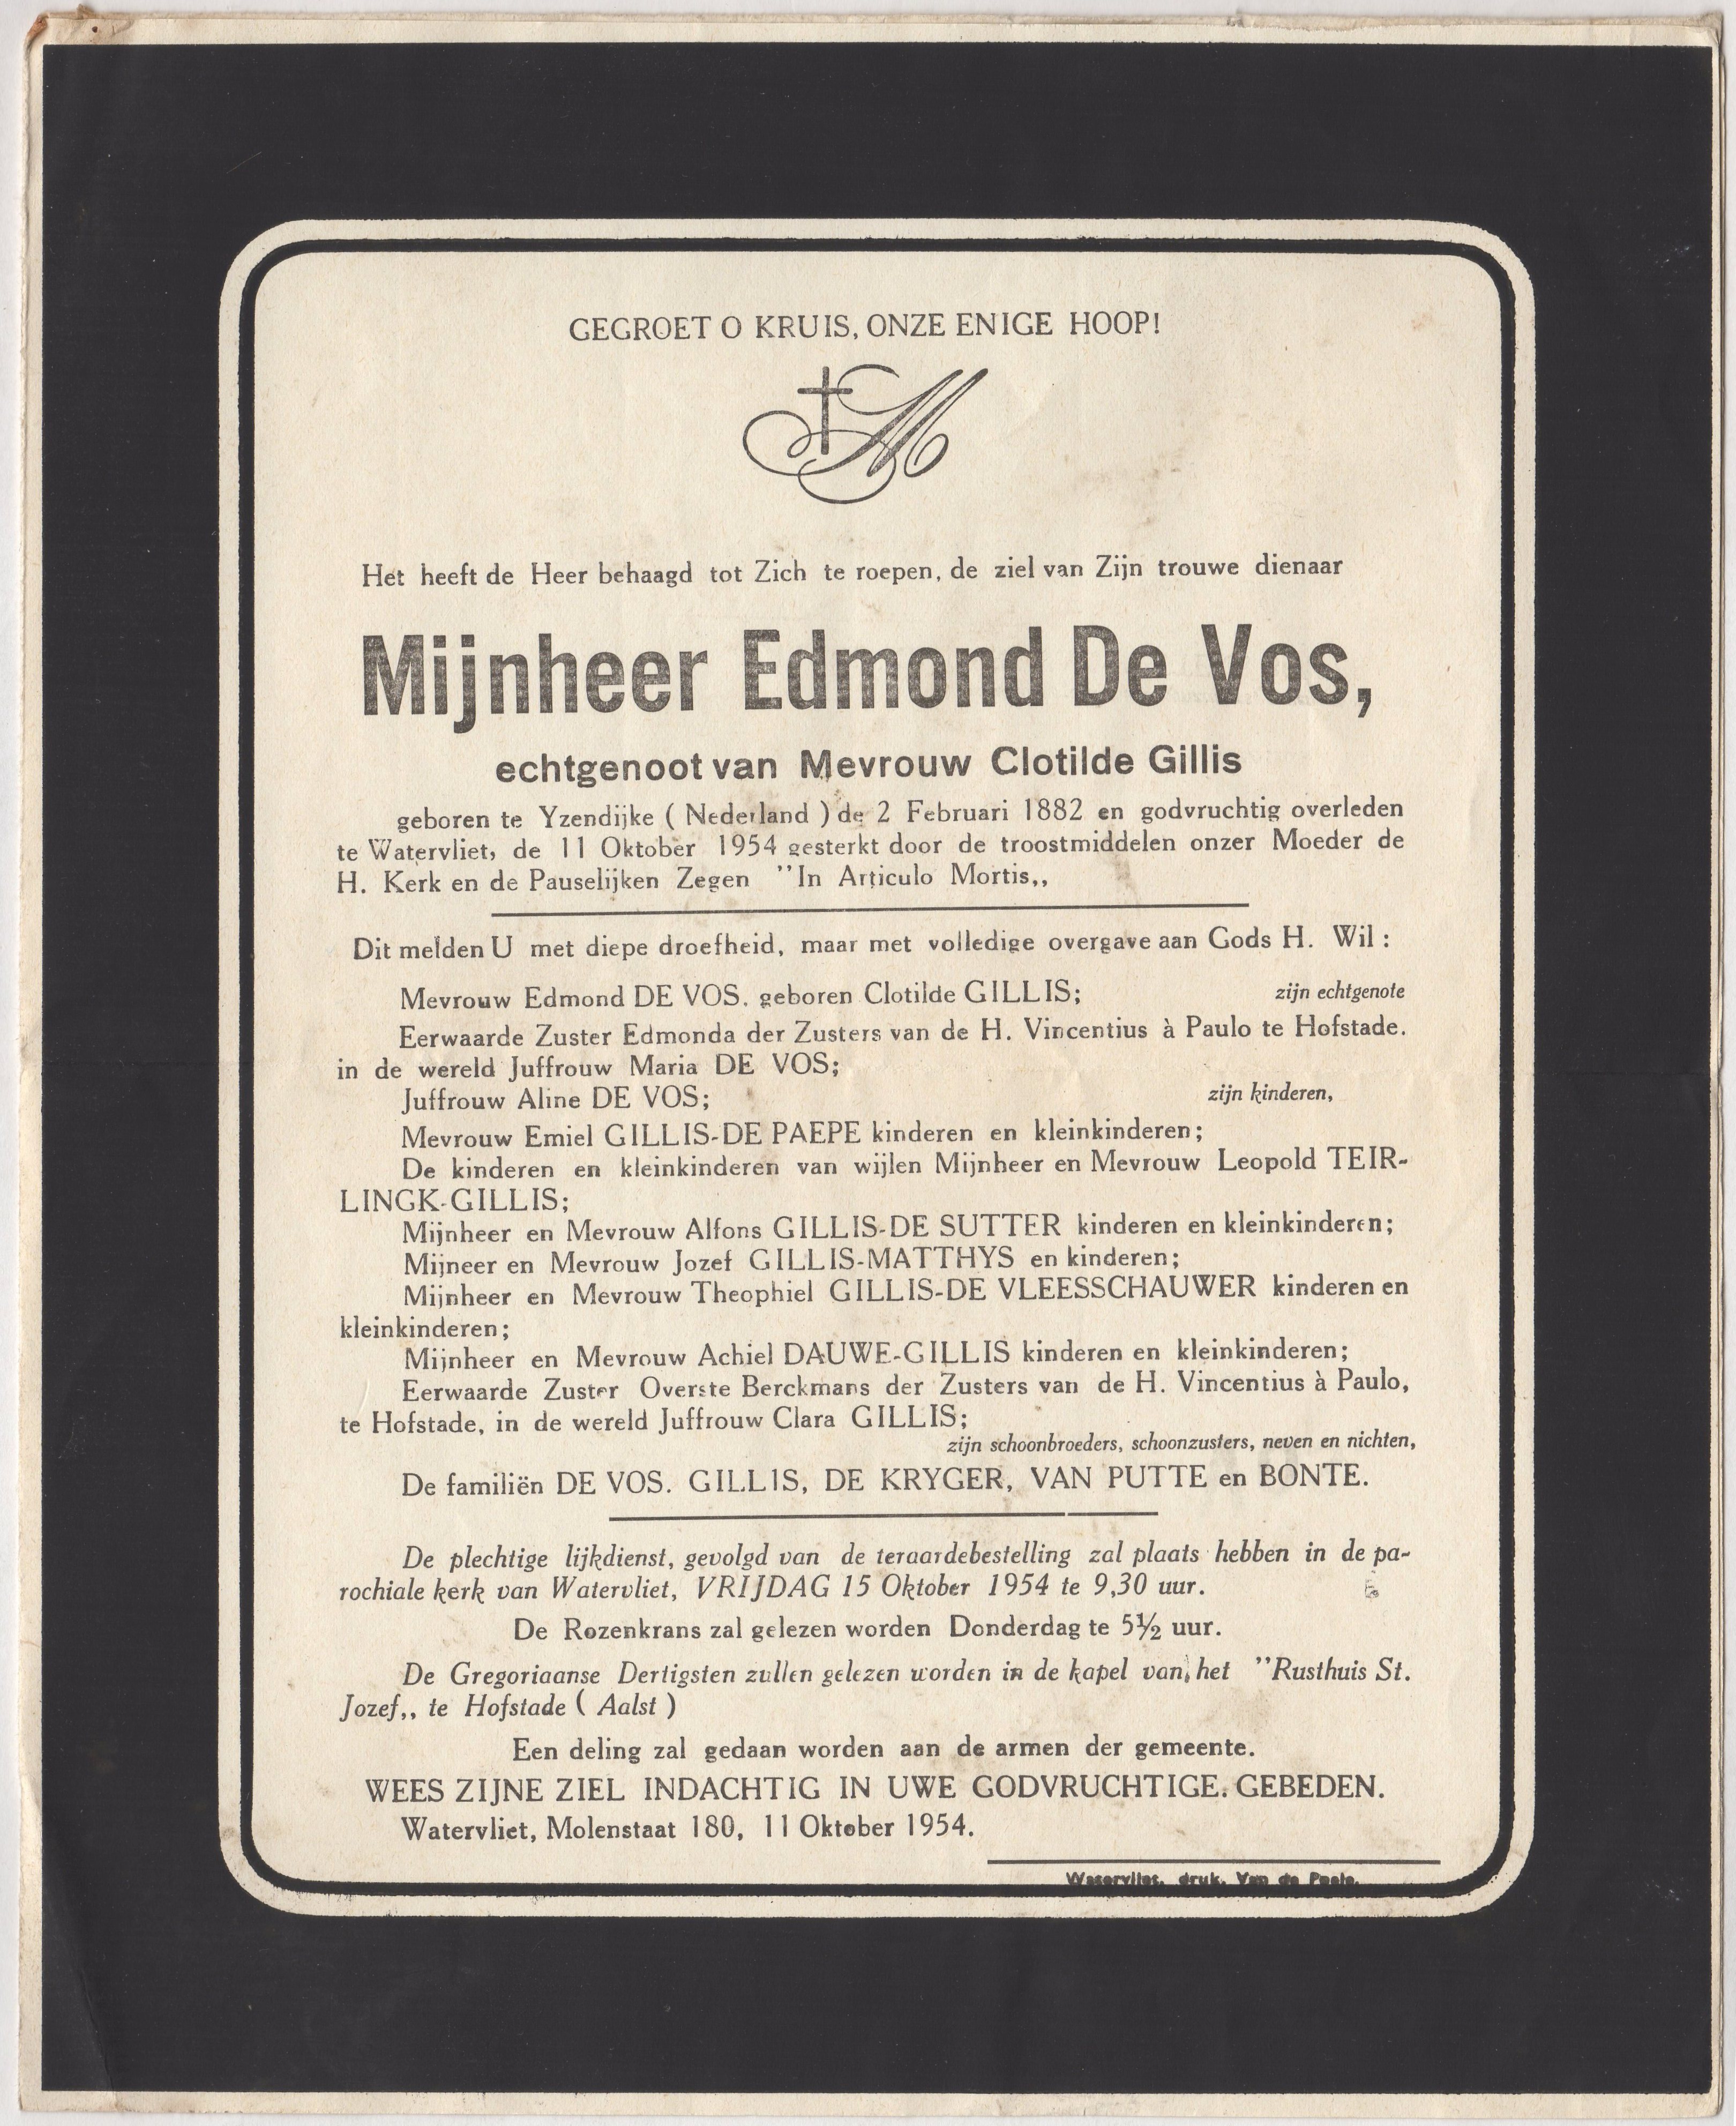 GEGROET O KRUIS, ONZE ENIGE HOOP!
M
Het heeft de Heer behaagd tot Zich te roepen, de ziel van Zijn trouwe dienaar
Mijnheer Edmond De Vos,
echtgenoot van Mevrouw Clotilde Gillis
geboren te Yzendijke ( Nederland ) de 2 Februari 1882 en godvruchtig overleden
te Watervliet, de 11 Oktober 1954 gesterkt door de troostmiddelen onzer Moeder de
H. Kerk en de Pauselijken Zegen ''In Articulo Mortis,,
Dit melden U met diepe droefheid, maar met volledige overgave aan Gods H. Wil :
Mevrouw Edmond DE VOS. geboren Clotilde GILLIS; zijn echtgenote
Eerwaarde Zuster Edmonda der Zusters van de H. Vincentius à Paulo te Hofstade.
in de wereld Juffrouw Maria DE VOS;
Juffrouw Aline DE VOS; zijn kinderen,
Mevrouw Emiel GILLIS-DE PAEPE kinderen en kleinkinderen;
De kinderen en kleinkinderen van wijlen Mijnheer en Mevrouw Leopold TEIR-
LINGK-GILLIS;
Mijnheer en Mevrouw Alfons GILLIS-DE SUTTER kinderen en kleinkinderen;
Mijneer en Mevrouw Jozef GILLIS-MATTHYS en kinderen;
Mijnheer en Mevrouw Theophiel GILLIS-DE VLEESSCHAUWER kinderen en
kleinkinderen;
Mijnheer en Mevrouw Achiel DAUWE-GILLIS kinderen en kleinkinderen;
Eerwaarde Zuster Overste Berckmans der Zusters van de H. Vincentius à Paulo,
te Hofstade, in de wereld Juffrouw Clara GILLIS;
zijn schoonbroeders, schoonzusters, neven en nichten,
De familiën DE VOS. GILLIS, DE KRYGER, VAN PUTTE en BONTE.
De plechtige lijkdienst, gevolgd van de teraardebestelling zal plaats hebben in de pa-
rochiale kerk van Watervliet, VRIJDAG 15 Oktober 1954 te 9,30 uur.
De Rozenkrans zal gelezen worden Donderdag te 5½ uur.
De Gregoriaanse Dertigsten zullen gelezen worden in de kapel van het ''Rusthuis St.
Jozef,, te Hofstade ( Aalst )
Een deling zal gedaan worden aan de armen der gemeente.
WEES ZIJNE ZIEL INDACHTIG IN UWE GODVRUCHTIGE. GEBEDEN.
Watervliet, Molenstaat 180, 11 Oktober 1954.
Watervliet, druk. Van de Paele.